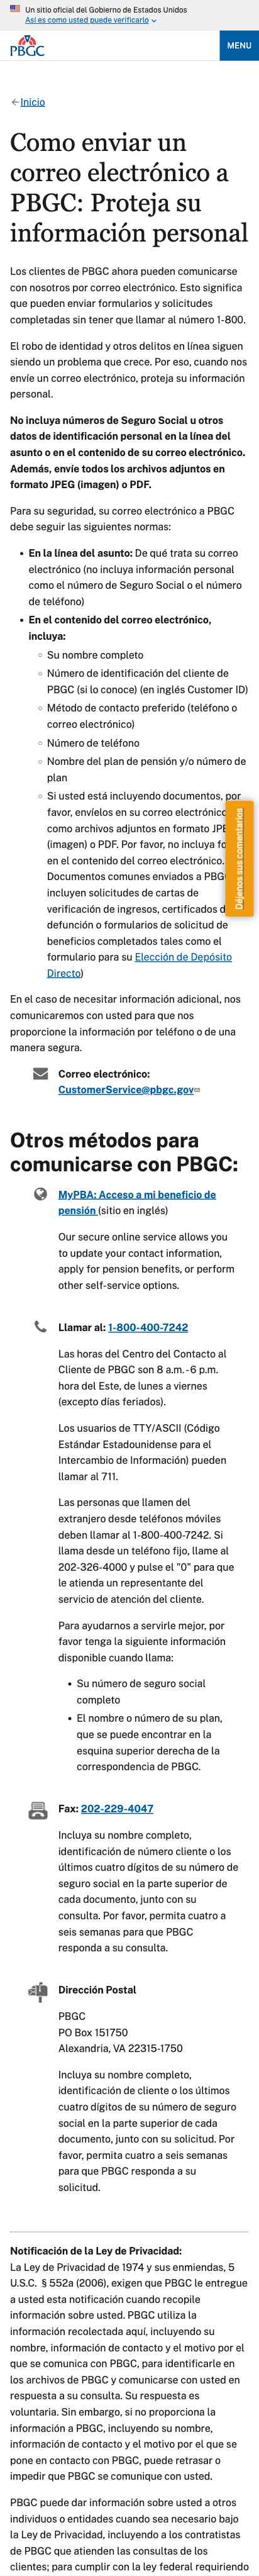 Un sitio oficial del Gobierno de Estados Unidos
Así es como usted puede verificarlo
PBGC
MENU
Inicio
Como enviar un
correo electrónico a
PBGC: Proteja su
información personal
Los clientes de PBGC ahora pueden comunicarse
con nosotros por correo electrónico. Esto significa
que pueden enviar formularios y solicitudes
completadas sin tener que llamar al número 1-800.
El robo de identidad y otros delitos en línea siguen
siendo un problema que crece. Por eso, cuando nos
envíe un correo electrónico, proteja su información
personal.
No incluya números de Seguro Social u otros
datos de identificación personal en la línea del
asunto o en el contenido de su correo electrónico.
Además, envíe todos los archivos adjuntos en
formato JPEG (imagen) o PDF.
Para su seguridad, su correo electrónico a PBGC
debe seguir las siguientes normas:
• En la línea del asunto: De qué trata su correo
electrónico (no incluya información personal
como el número de Seguro Social o el número
de teléfono)
• En el contenido del correo electrónico,
incluya:
○ Su nombre completo
○ Número de identificación del cliente de
PBGC (si lo conoce) (en inglés Customer ID)
○ Método de contacto preferido (teléfono o
correo electrónico)
○ Número de teléfono
○ Nombre del plan de pensión y/o número de
plan
○ Si usted está incluyendo documentos, por
favor, envíelos en su correo electrónico
como archivos adjuntos en formato
(imagen) o PDF. Por favor, no incluya
en el contenido del correo electrónico.
Documentos comunes enviados a
incluyen solicitudes de cartas de
verificación de ingresos, certificados
defunción o formularios de solicitud de
beneficios completados tales como el
formulario para su Elección de Depósito
Directo)
Déjenos sus comentarios
En el caso de necesitar información adicional, nos
comunicaremos con usted para que nos
proporcione la información por teléfono o de una
manera segura.
Correo electrónico:
CustomerService@pbgc.gov
Otros métodos para
comunicarse con PBGC:
MyPBA: Acceso a mi beneficio de
pensión (sitio en inglés)
Our secure online service allows you
to update your contact information,
apply for pension benefits, or perform
other self-service options.
Llamar al: 1-800-400-7242
Las horas del Centro del Contacto al
Cliente de PBGC son 8 a.m. - 6 p.m.
hora del Este, de lunes a viernes
(excepto días feriados).
Los usuarios de TTY/ASCII (Código
Estándar Estadounidense para el
Intercambio de Información) pueden
llamar al 711.
Las personas que llamen del
extranjero desde teléfonos móviles
deben llamar al 1-800-400-7242. Si
llama desde un teléfono fijo, llame al
202-326-4000 y pulse el "0" para que
le atienda un representante del
servicio de atención del cliente.
Para ayudarnos a servirle mejor, por
favor tenga la siguiente información
disponible cuando llama:
• Su número de seguro social
completo
• El nombre o número de su plan,
que se puede encontrar en la
esquina superior derecha de la
correspondencia de PBGC.
Fax: 202-229-4047
Incluya su nombre completo,
identificación de número cliente o los
últimos cuatro dígitos de su número de
seguro social en la parte superior de
cada documento, junto con su
consulta. Por favor, permita cuatro a
seis semanas para que PBGC
responda a su consulta.
Dirección Postal
PBGC
PO Box 151750
Alexandria, VA 22315-1750
Incluya su nombre completo,
identificación de cliente o los últimos
cuatro dígitos de su número de seguro
social en la parte superior de cada
documento, junto con su solicitud. Por
favor, permita cuatro a seis semanas
para que PBGC responda a su
solicitud.
Notificación de la Ley de Privacidad:
La Ley de Privacidad de 1974 y sus enmiendas, 5
U.S.C. § 552a (2006), exigen que PBGC le entregue
a usted esta notificación cuando recopile
información sobre usted. PBGC utiliza la
información recolectada aquí, incluyendo su
nombre, información de contacto y el motivo por el
que se comunica con PBGC, para identificarle en
los archivos de PBGC y comunicarse con usted en
respuesta a su consulta. Su respuesta es
voluntaria. Sin embargo, si no proporciona la
información a PBGC, incluyendo su nombre,
información de contacto y el motivo por el que se
pone en contacto con PBGC, puede retrasar o
impedir que PBGC se comunique con usted.
PBGC puede dar información sobre usted a otros
individuos o entidades cuando sea necesario bajo
la Ley de Privacidad, incluyendo a los contratistas
de PBGC que atienden las consultas de los
clientes; para cumplir con la ley federal requiriendo